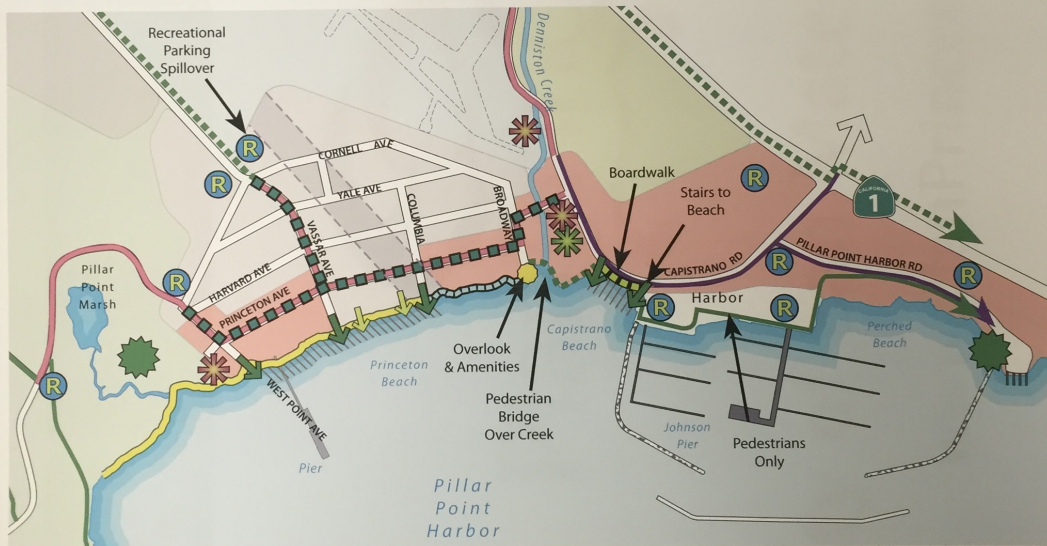 Recreational
Parking
Spillover
Denniston Creek
R
R
CORNELL AVE
Boardwalk
R
YALE AVE
Stairs to
Beach
CALIFORNIA
1
BROADWAY
COLUMBIA
VASSAR AVE
PILLAR POINT HARBOR RD
CAPISTRANO RD
R
R
Pillar
Point
Marsh
R
HARVARD AVE
PRINCETON AVE
Harbor
R
R
Capistrano
Beach
Perched
Beach
Overlook
& Amenities
Princeton
Beach
R
WEST POINT AVE
Pedestrian
Bridge
Over Creek
Johnson
Pier
Pedestrians
Only
Pier
Pillar
Point
Harbor